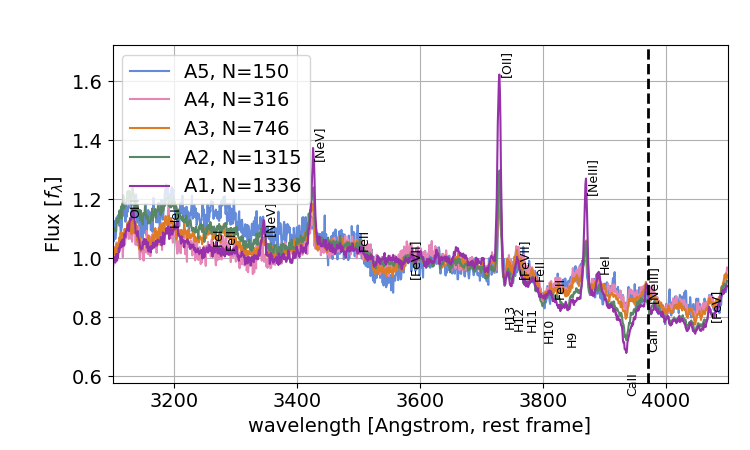 1.6
1.4
1.2
1.0
0.8
0.6
Flux [fλ]
A5, N=150
A4, N=316
A3, N=746
A2, N=1315
A1, N=1336
OI
HeI
FeI
FeII
[NeV]
[NeV]
FeII
[FeVII]
[OII]
H13
H12
[FeVII]
H11
FeII
H10
FeII
H9
[NeIII]
HeI
CaII
[NeIII]
CaII
[FeV]
3200
3400
3600
3800
4000
wavelength [Angstrom, rest frame]